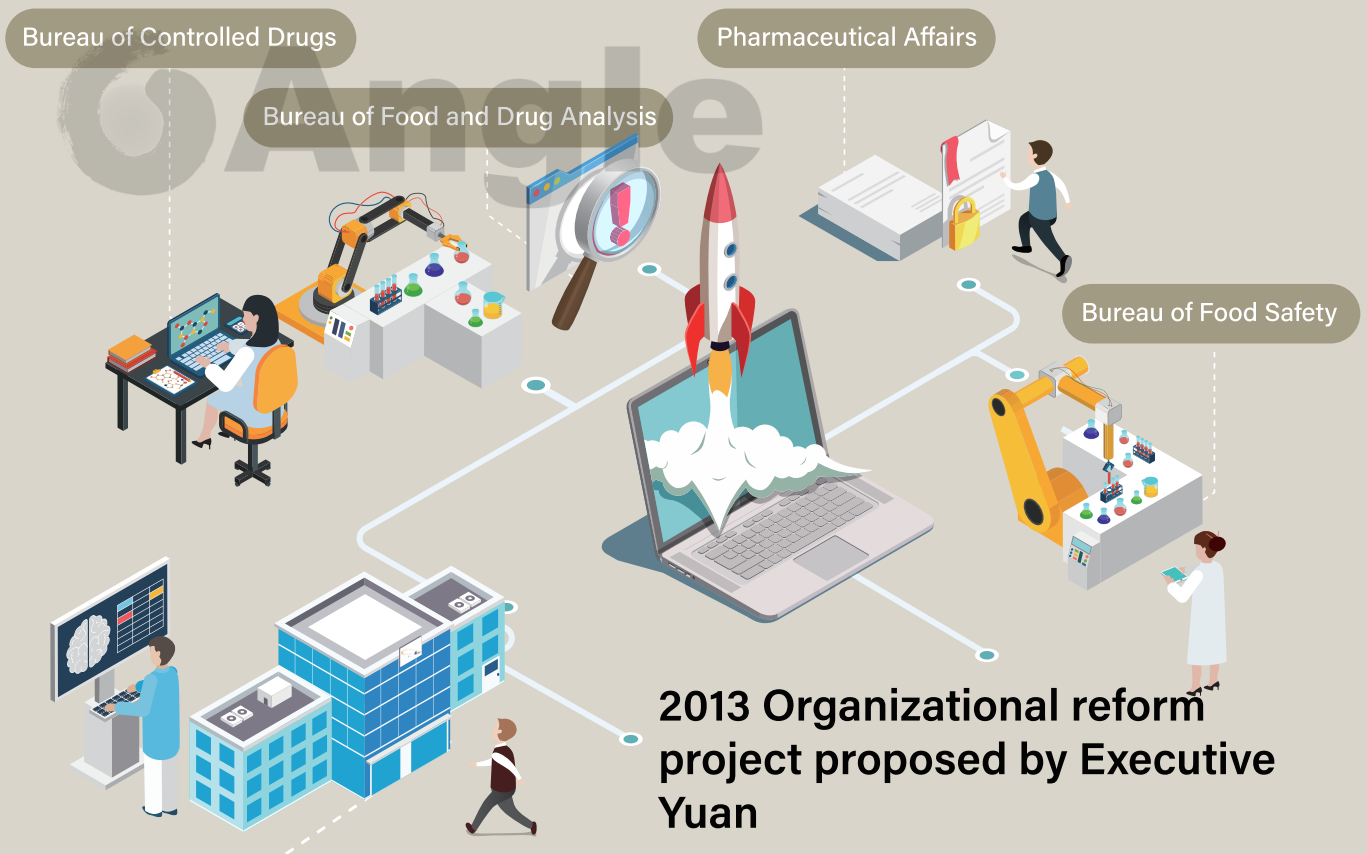 Bureau of Controlled Drugs
Pharmaceutical Affairs
Angle
Bureau of Food and Drug Analysis
Bureau of Food Safety
2013 Organizational reform
project proposed by Executive
Yuan